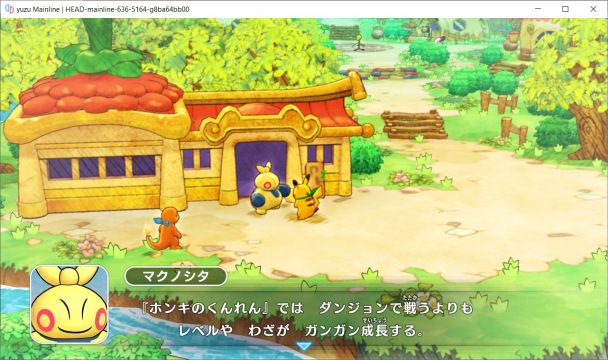 yuzu Mainline | HEAD-mainline-636-5164-g8ba64bb00
マクノシタ
『ホンキのくんれん』では ダンジョンで戦うよりも
レベルや わざが ガンガン成長する。